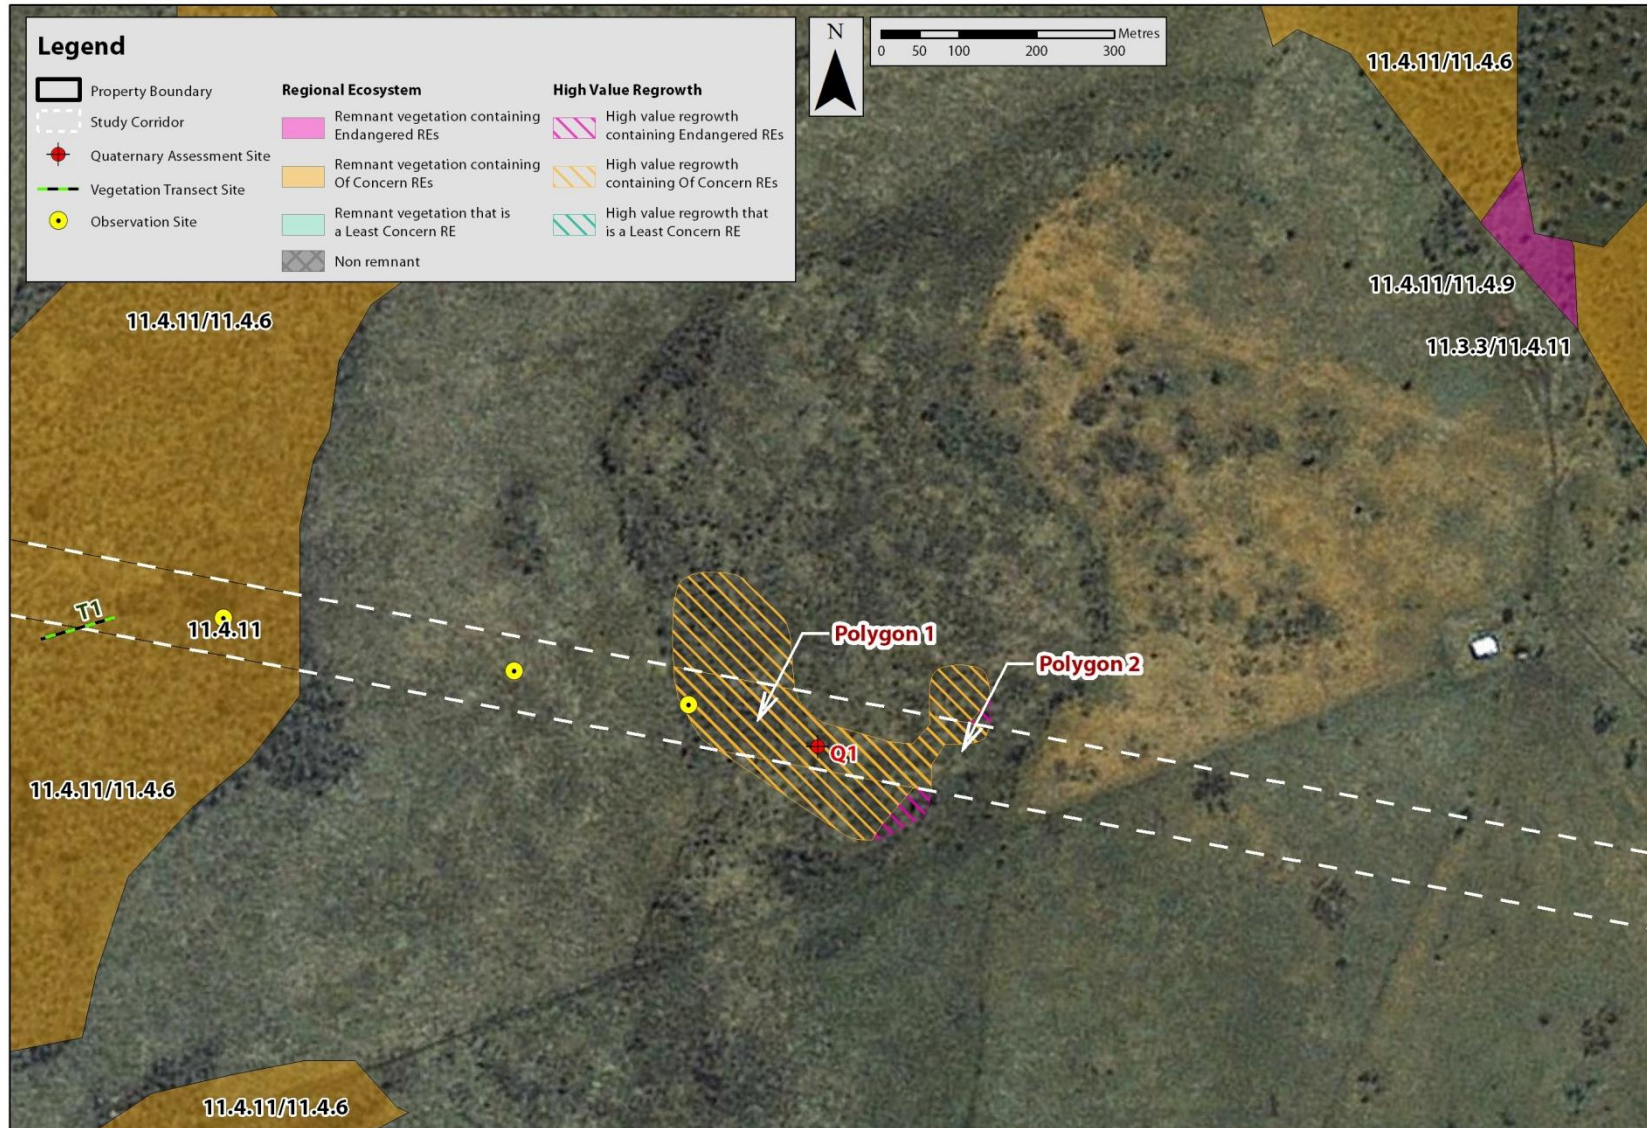 Legend
Property Boundary
Study Corridor
Quaternary Assessment Site
Vegetation Transect Site
Observation Site
Regional Ecosystem
Remnant vegetation containing
Endangered REs
Remnant vegetation containing
Of Concern REs
Remnant vegetation that is
a Least Concern RE
Non remnant
High Value Regrowth
High value regrowth
containing Endangered REs
High value regrowth
containing Of Concern REs
High value regrowth that
is a Least Concern RE
N
Metres
0 50 100 200 300
11.4.11/11.4.6
11.4.11/11.4.9
11.4.11/11.4.6
11.3.3/11.4.11
T1
11.4.11
Polygon 1
Polygon 2
Q1
11.4.11/11.4.6
11.4.11/11.4.6